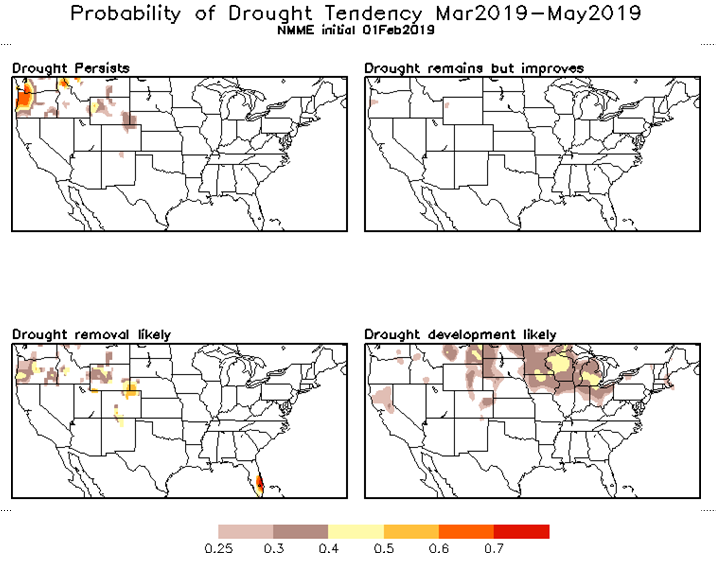 Probability of Drought Tendency Mar2019–May2019
NMME initial 01Feb2019
Drought Persists
Drought remains but improves
Drought removal likely
Drought development likely
0.25 0.3 0.4 0.5 0.6 0.7